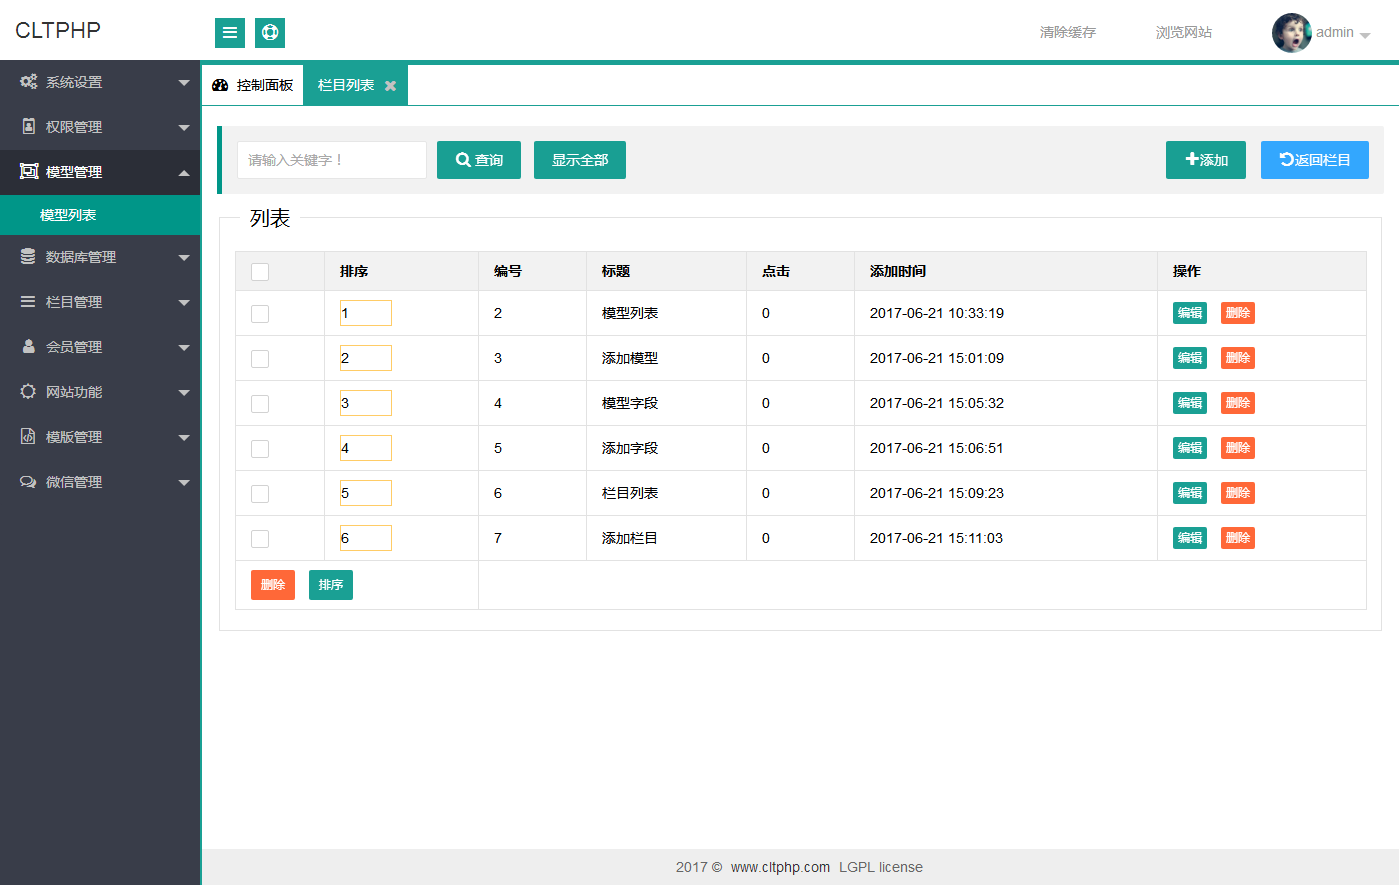 CLTPHP
清除缓存 浏览网站 admin
系统设置
权限管理
模型管理
模型列表
数据库管理
栏目管理
会员管理
网站功能
模版管理
微信管理
控制面板 栏目列表
请输入关键字！ 查询 显示全部 添加 返回栏目
列表
排序 编号 标题 点击 添加时间 操作
1 2 模型列表 0 2017-06-21 10:33:19 编辑 删除
2 3 添加模型 0 2017-06-21 15:01:09 编辑 删除
3 4 模型字段 0 2017-06-21 15:05:32 编辑 删除
4 5 添加字段 0 2017-06-21 15:06:51 编辑 删除
5 6 栏目列表 0 2017-06-21 15:09:23 编辑 删除
6 7 添加栏目 0 2017-06-21 15:11:03 编辑 删除
删除 排序
2017 © www.cltphp.com LGPL license